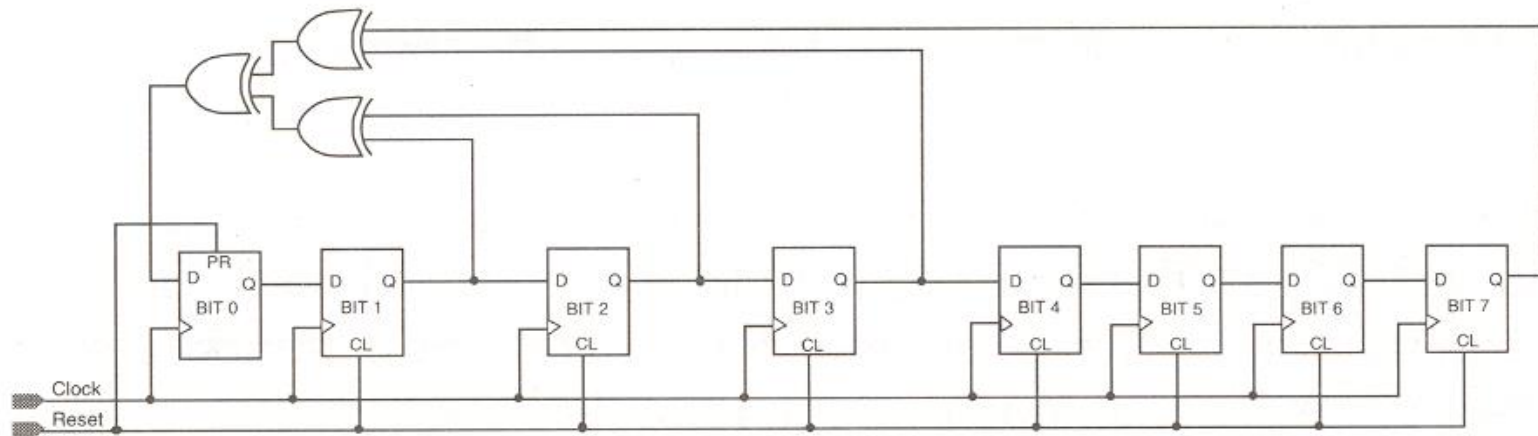 PR
D Q
BIT 0
D Q
BIT 1
CL
D Q
BIT 2
CL
D Q
BIT 3
CL
D Q
BIT 4
CL
D Q
BIT 5
CL
D Q
BIT 6
CL
D Q
BIT 7
CL
Clock
Reset